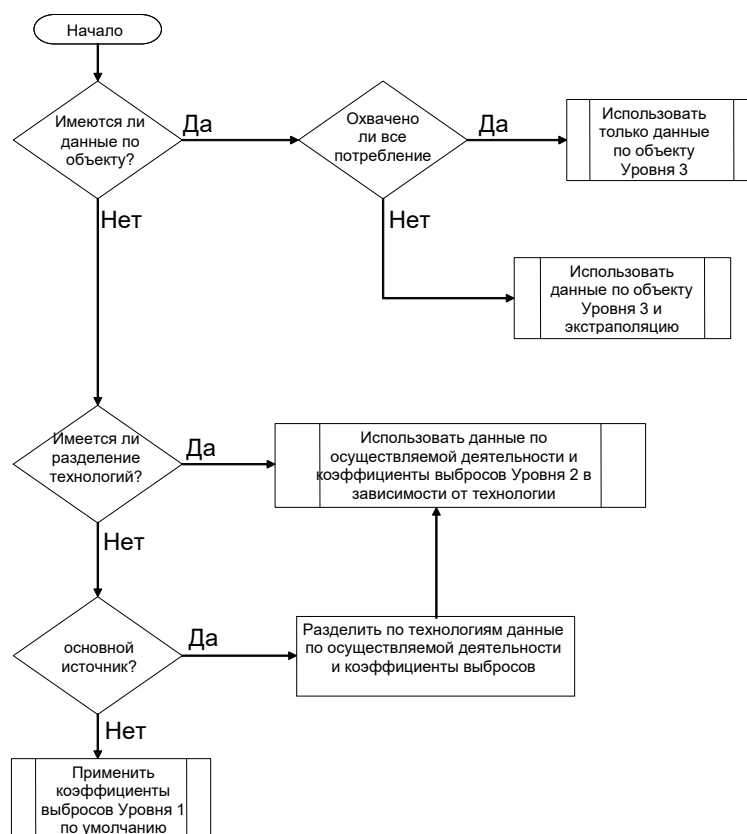 Начало
Имеются ли
данные по
объекту?
Да
Охвачено
ли все
потребление
Да
Использовать
только данные
по объекту
Уровня 3
Нет
Нет
Использовать
данные по объекту
Уровня 3 и
экстраполяцию
Имеется ли
разделение
технологий?
Да
Использовать данные по
осуществляемой деятельности и
коэффициенты выбросов Уровня 2 в
зависимости от технологии
Нет
основной
источник?
Да
Разделить по технологиям данные
по осуществляемой деятельности
и коэффициенты выбросов
Нет
Применить
коэффициенты
выбросов Уровня 1
по умолчанию